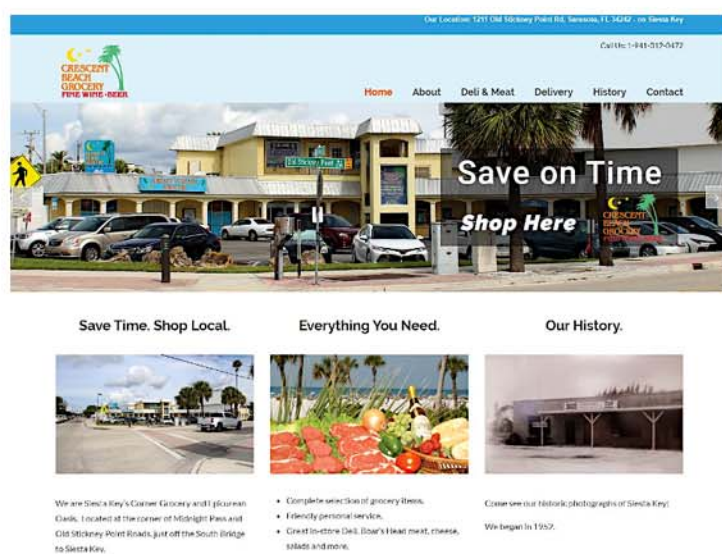 Our Location: 1211 Old Stickney Point Rd, Sarasota, FL 34242 - on Siesta Key
CRESCENT
BEACH
GROCERY
FINE WINE · BEER
Home About Deli & Meat Delivery History Contact
Old Stickney Point
Save on Time
Shop Here
CRESCENT
BEACH
GROCERY
Save Time. Shop Local.
Everything You Need.
Our History.
We are Siesta Key's Corner Grocery and Epicurean
Oasis. Located at the corner of Midnight Pass and
Old Stickney Point Roads, just off the South Bridge
to Siesta Key.
Complete selection of grocery items.
Friendly personal service.
Great in-store Deli. Boar's Head meat, cheese,
salads and more.
Come see our historic photographs of Siesta Key!
We began in 1952.